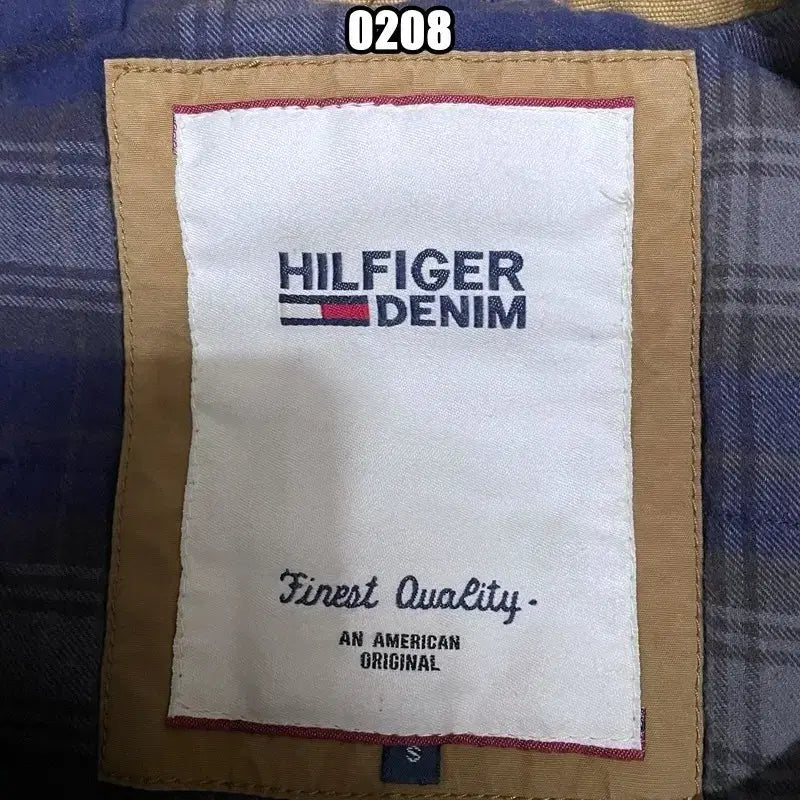 0208
HILFIGER
DENIM
Finest Quality.
AN AMERICAN
ORIGINAL
S